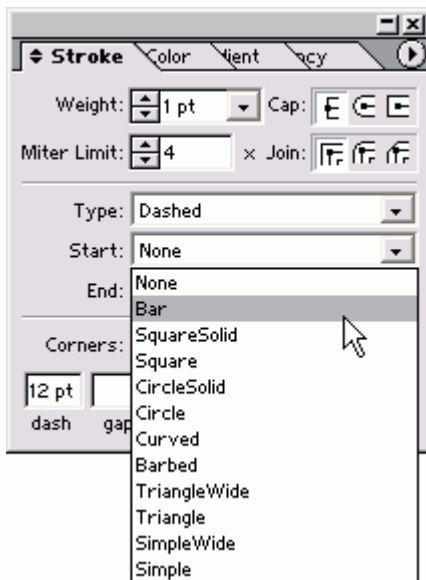 Stroke Color
Weight: 1 pt Cap:
Miter Limit: 4 x Join:
Type: Dashed
Start: None
End:
None
Bar
SquareSolid
Square
CircleSolid
Circle
Curved
Barbed
TriangleWide
Triangle
SimpleWide
Simple
Corners:
12 pt
dash